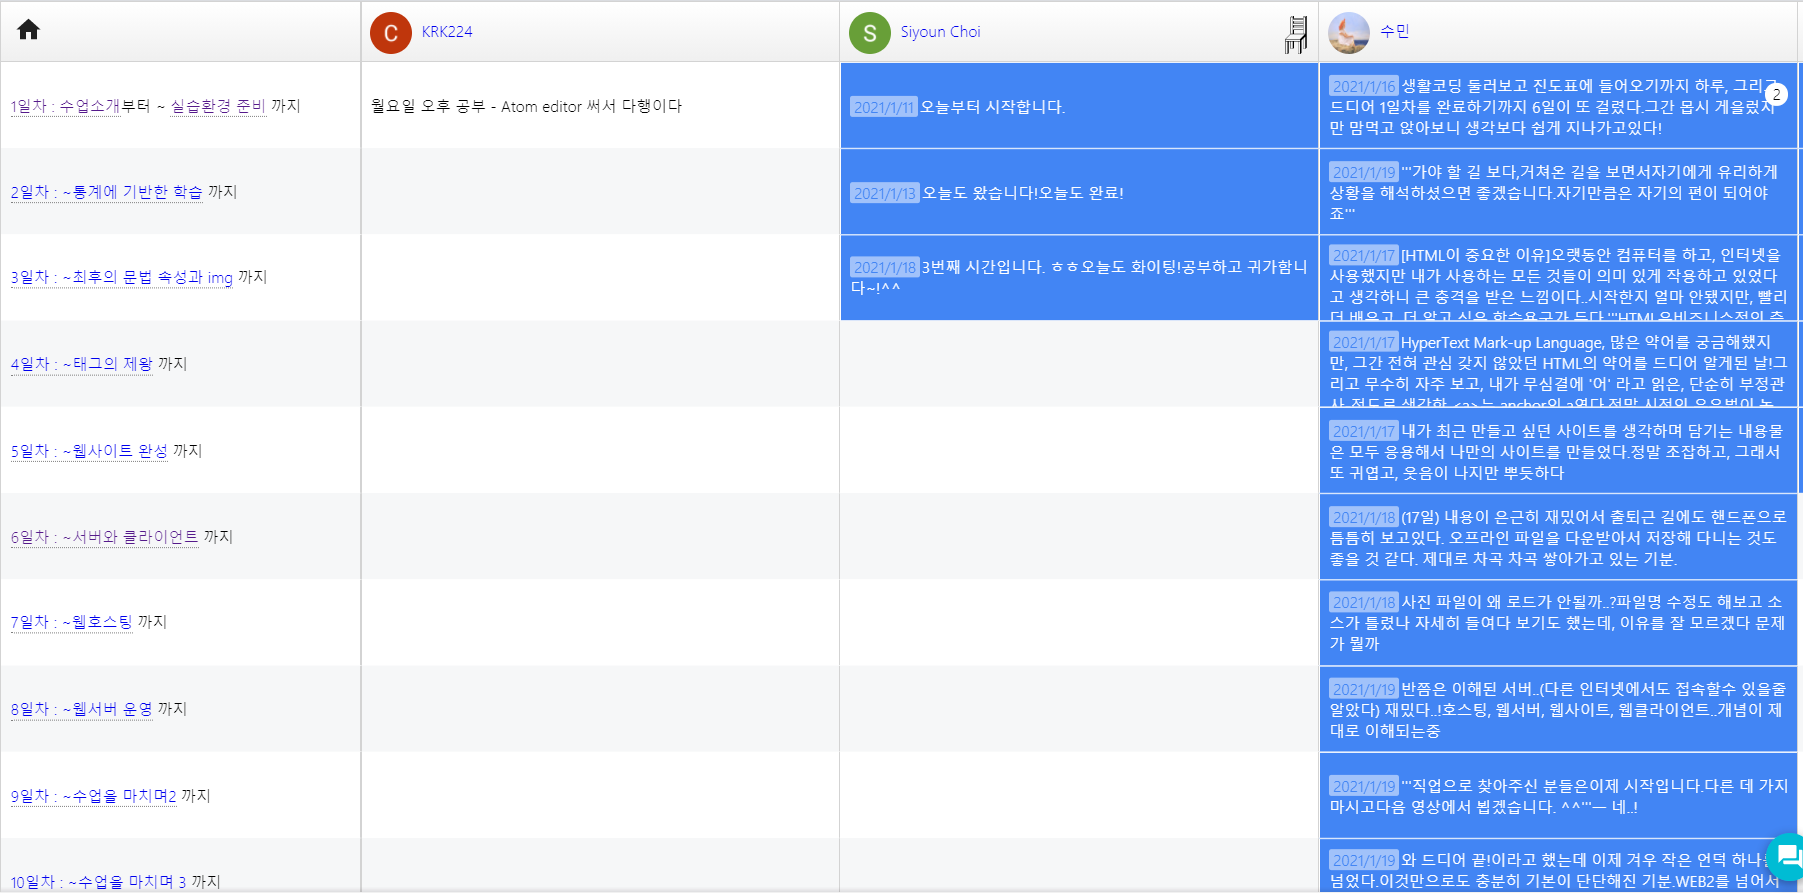 KRK224
Siyoun Choi
수민
1일차 : 수업소개부터 ~ 실습환경 준비 까지
월요일 오후 공부 - Atom editor 써서 다행이다
2021/1/11 오늘부터 시작합니다.
2021/1/16 생활코딩 둘러보고 진도표에 들어오기까지 하루, 그리고
드디어 1일차를 완료하기까지 6일이 또 걸렸다.그간 몹시 게을렀지
만 맘먹고 앉아보니 생각보다 쉽게 지나가고있다!
2
2일차 : ~통계에 기반한 학습 까지
2021/1/13 오늘도 왔습니다!오늘도 완료!
2021/1/19 '''가야 할 길 보다,거쳐온 길을 보면서자기에게 유리하게
상황을 해석하셨으면 좋겠습니다.자기만큼은 자기의 편이 되어야
죠'''
3일차 : ~최후의 문법 속성과 img 까지
2021/1/18 3번째 시간입니다. ㅎㅎ오늘도 화이팅!공부하고 귀가합니
다~!^^
2021/1/17 [HTML이 중요한 이유]오랫동안 컴퓨터를 하고, 인터넷을
사용했지만 내가 사용하는 모든 것들이 의미 있게 작용하고 있었다
고 생각하니 큰 충격을 받은 느낌이다..시작한지 얼마 안됐지만, 빨리
더 배우고, 더 알고 싶은 학습욕구가 든다.
4일차 : ~태그의 제왕 까지
2021/1/17 HyperText Mark-up Language, 많은 약어를 궁금해했지
만, 그간 전혀 관심 갖지 않았던 HTML의 약어를 드디어 알게된 날!그
리고 무수히 자주 보고, 내가 무심결에 '어' 라고 읽은, 단순히 부정관
사 정도로 생각한 <a>는 anchor의 a였다.정말
5일차 : ~웹사이트 완성 까지
2021/1/17 내가 최근 만들고 싶던 사이트를 생각하며 담기는 내용물
은 모두 응용해서 나만의 사이트를 만들었다.정말 조잡하고, 그래서
또 귀엽고, 웃음이 나지만 뿌듯하다
6일차 : ~서버와 클라이언트 까지
2021/1/18 (17일) 내용이 은근히 재밌어서 출퇴근 길에도 핸드폰으로
틈틈히 보고있다. 오프라인 파일을 다운받아서 저장해 다니는 것도
좋을 것 같다. 제대로 차곡 차곡 쌓아가고 있는 기분.
7일차 : ~웹호스팅 까지
2021/1/18 사진 파일이 왜 로드가 안될까..?파일명 수정도 해보고 소
스가 틀렸나 자세히 들여다 보기도 했는데, 이유를 잘 모르겠다 문제
가 뭘까
8일차 : ~웹서버 운영 까지
2021/1/19 반쯤은 이해된 서버..(다른 인터넷에서도 접속할수 있을줄
알았다) 재밌다..!호스팅, 웹서버, 웹사이트, 웹클라이언트..개념이 제
대로 이해되는중
9일차 : ~수업을 마치며2 까지
2021/1/19 '''직업으로 찾아주신 분들은이제 시작입니다.다른 데 가지
마시고다음 영상에서 뵙겠습니다. ^^'''ㅡ 네..!
10일차 : ~수업을 마치며 3 까지
2021/1/19 와 드디어 끝!이라고 했는데 이제 겨우 작은 언덕 하나를
넘었다.이것만으로도 충분히 기본이 단단해진 기분.WEB2를 넘어서